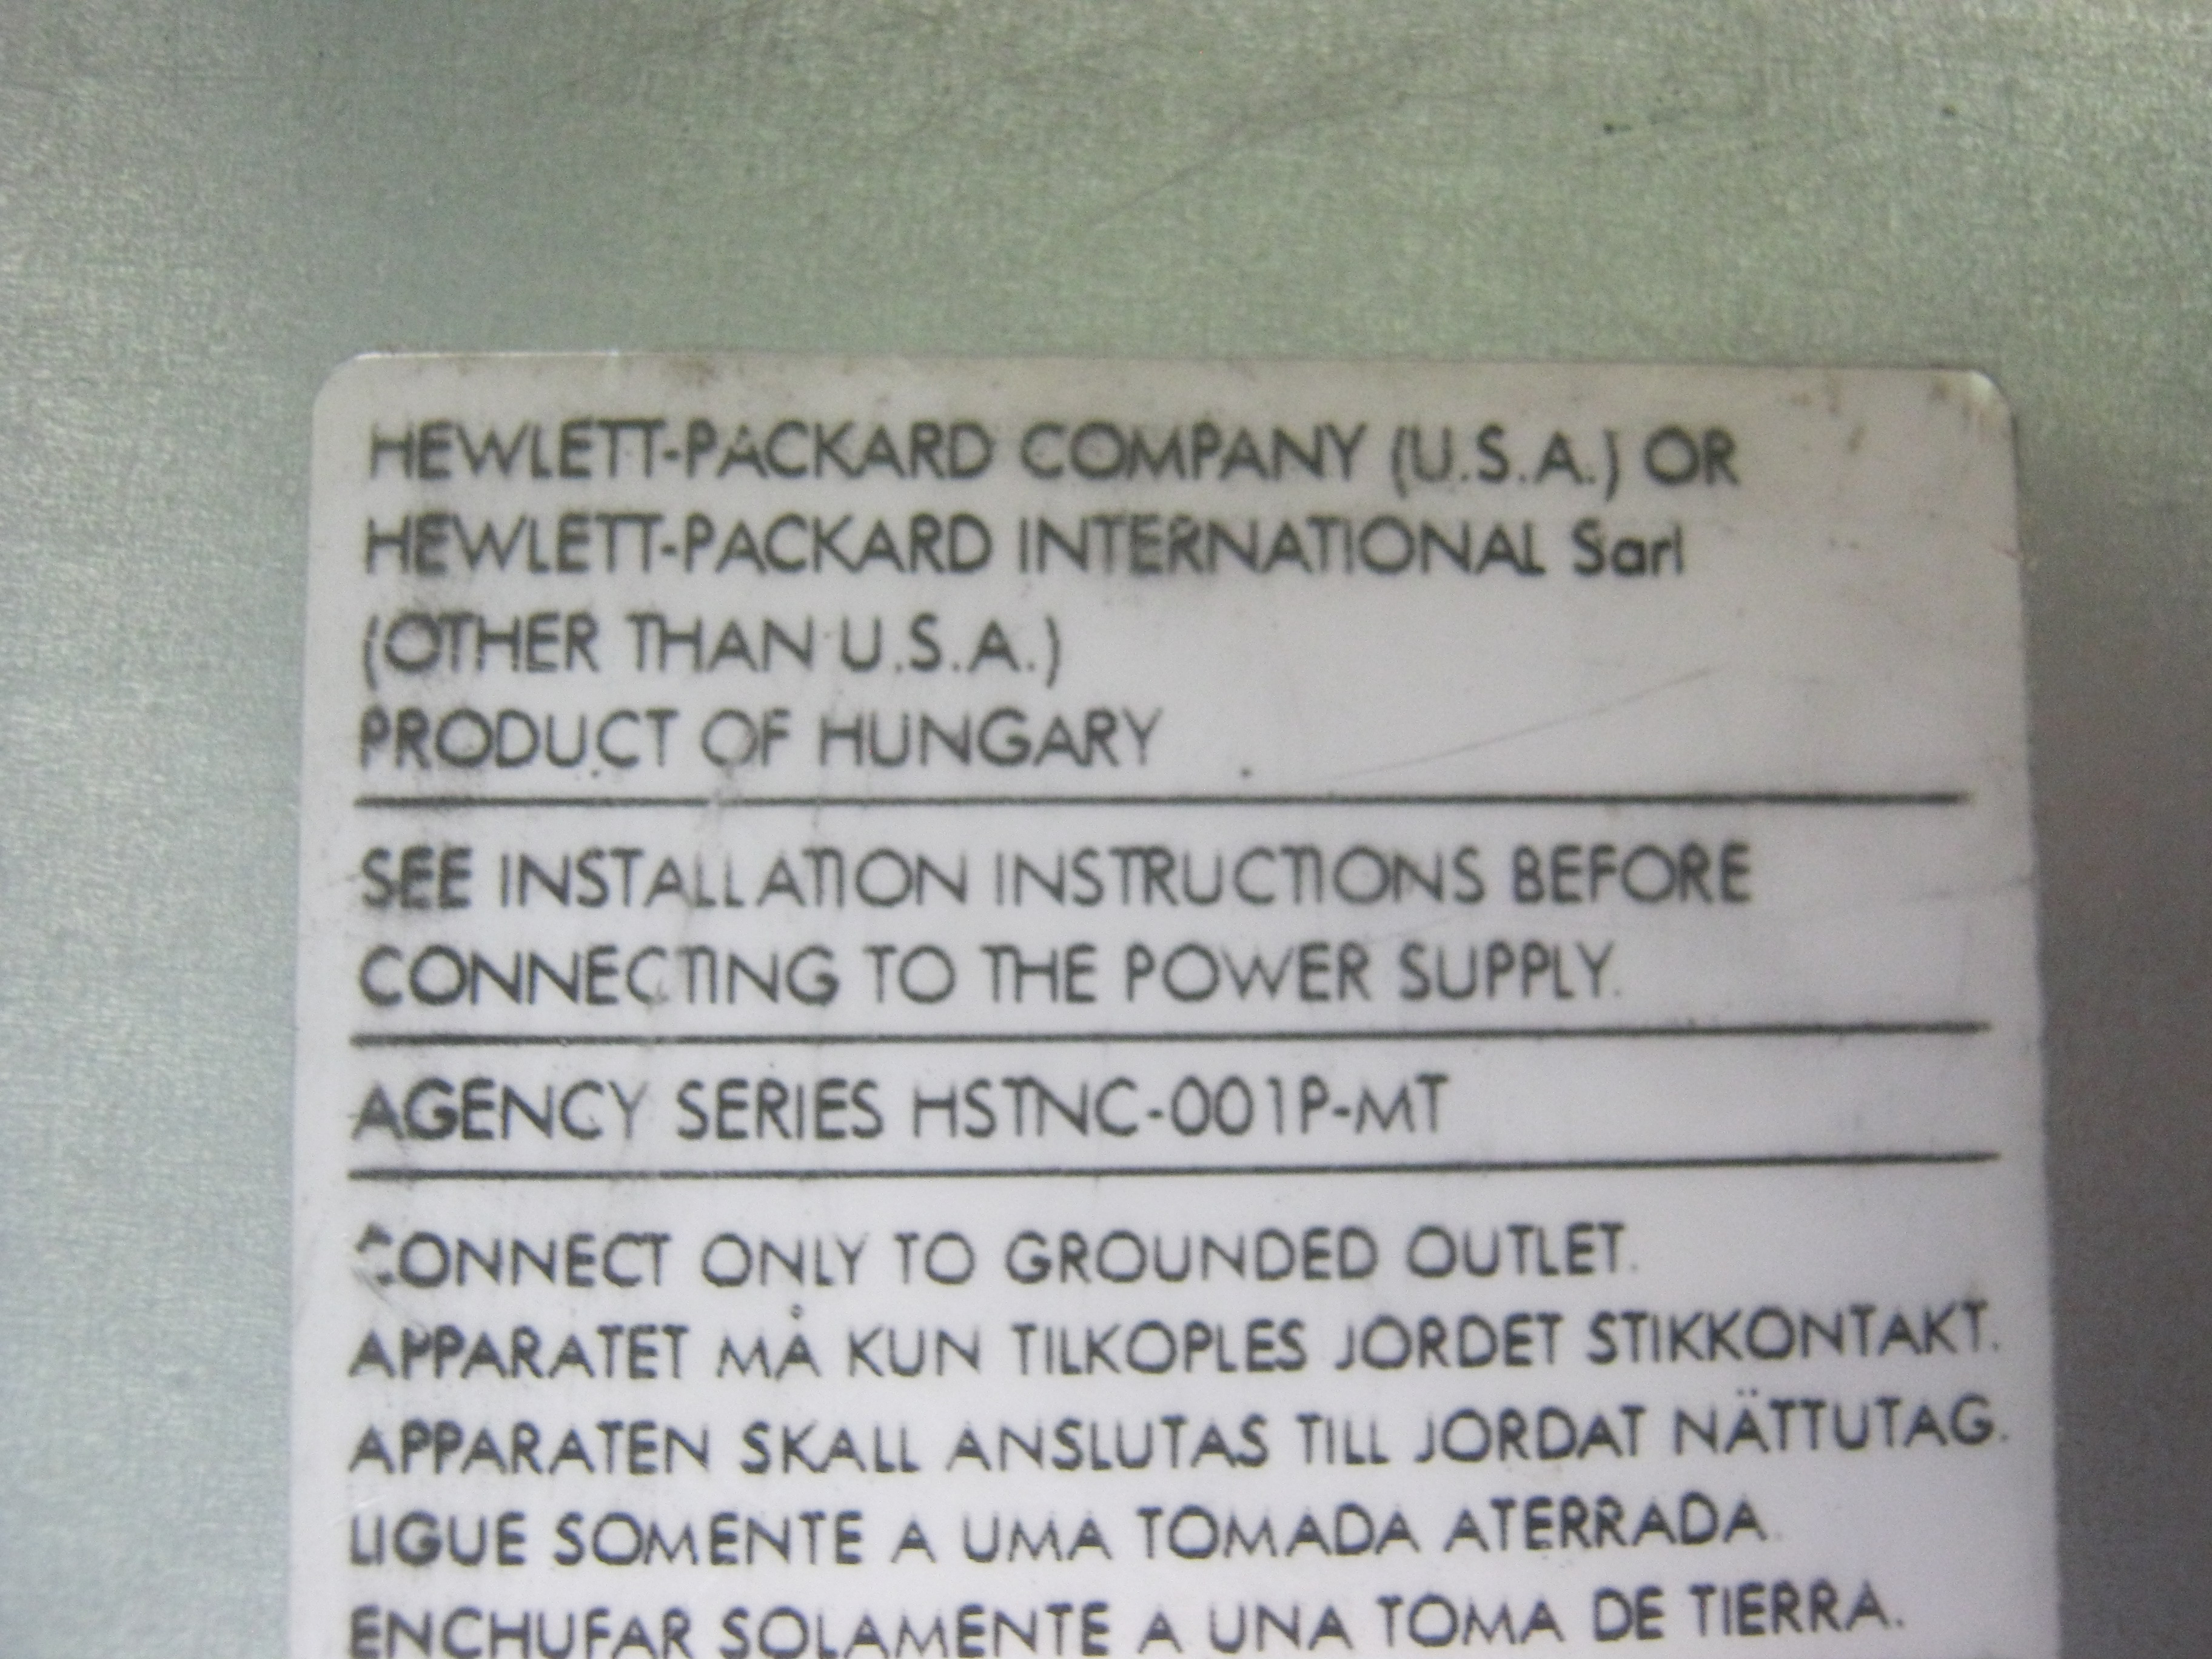 HEWLETT-PACKARD COMPANY (U.S.A.) OR
HEWLETT-PACKARD INTERNATIONAL Sarl
(OTHER THAN U.S.A.)
PRODUCT OF HUNGARY
SEE INSTALLATION INSTRUCTIONS BEFORE
CONNECTING TO THE POWER SUPPLY.
AGENCY SERIES HSTNC-001P-MT
CONNECT ONLY TO GROUNDED OUTLET.
APPARATET MÅ KUN TILKOPLES JORDET STIKKONTAKT.
APPARATEN SKALL ANSLUTAS TILL JORDAT NÄTTUTAG.
LIGUE SOMENTE A UMA TOMADA ATERRADA.
ENCHUFAR SOLAMENTE A UNA TOMA DE TIERRA.